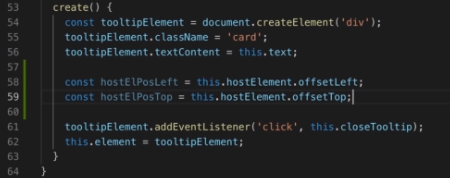 53 create() {
54 const tooltipElement = document.createElement('div');
55 tooltipElement.className = 'card';
56 tooltipElement.textContent = this.text;
57
58 const hostElPosLeft = this.hostElement.offsetLeft;
59 const hostElPosTop = this.hostElement.offsetTop;
60
61 tooltipElement.addEventListener('click', this.closeTooltip);
62 this.element = tooltipElement;
63 }
64 }